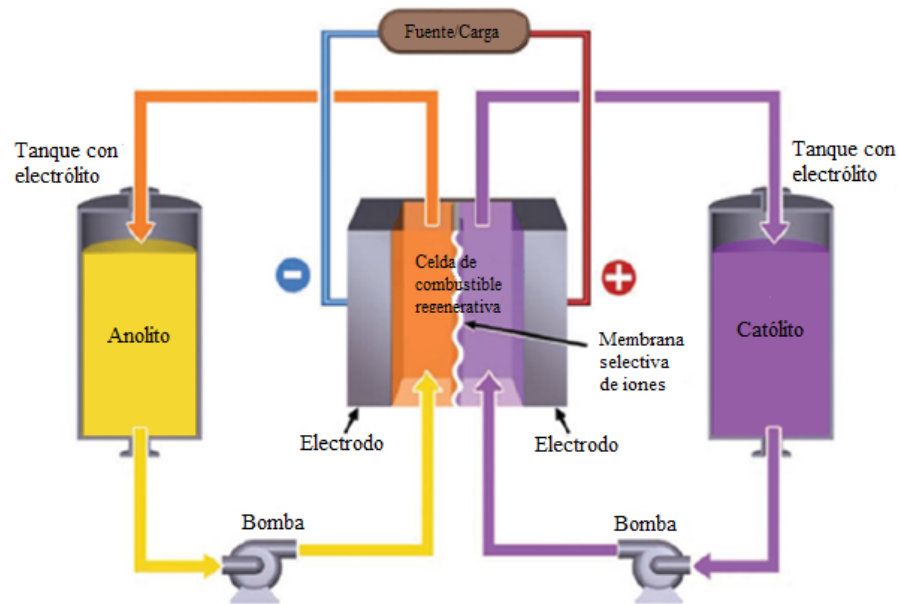 Fuente/Carga
Tanque con
electrólito
Tanque con
electrólito
Celda de
combustible
regenerativa
Anolito
Católito
Membrana
selectiva
de iones
Electrodo
Electrodo
Bomba
Bomba